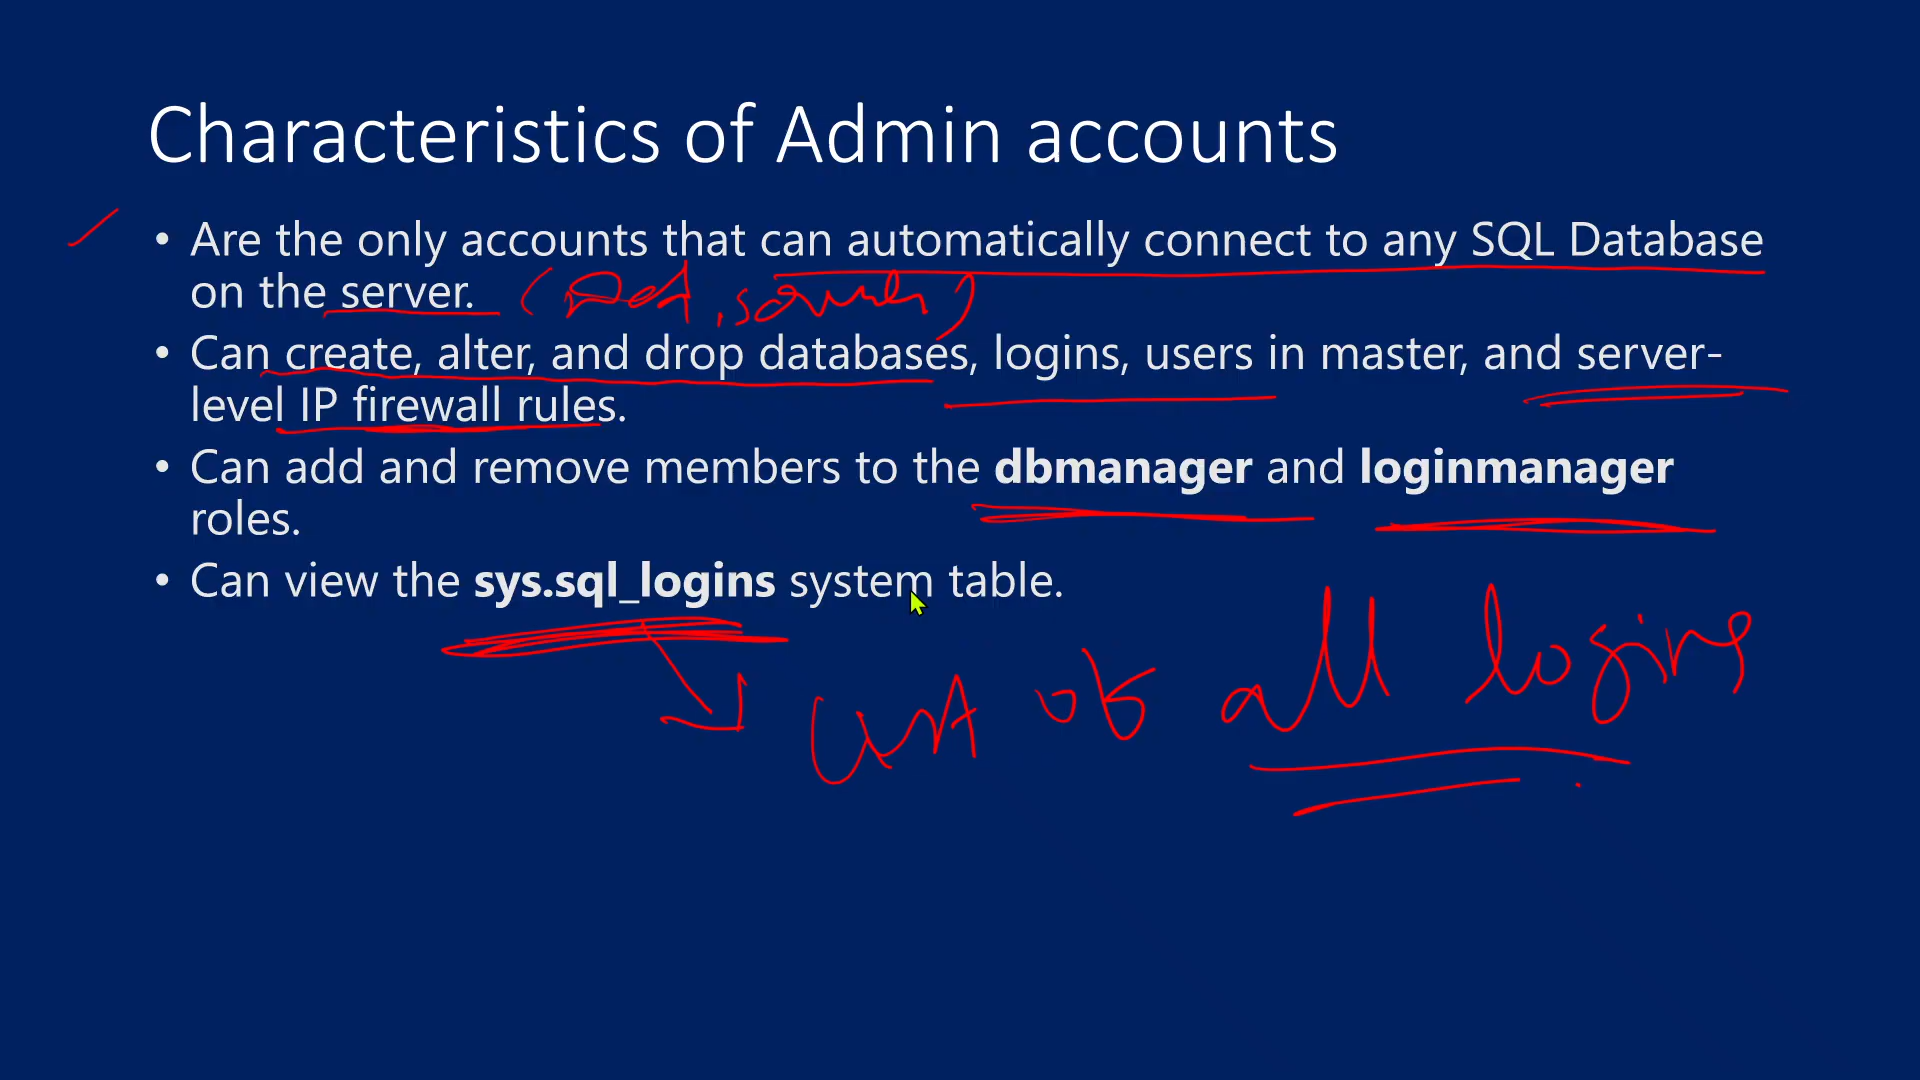 Characteristics of Admin accounts
• Are the only accounts that can automatically connect to any SQL Database
on the server.
• Can create, alter, and drop databases, logins, users in master, and server-
level IP firewall rules.
• Can add and remove members to the dbmanager and loginmanager
roles.
• Can view the sys.sql_logins system table.
list of all logins